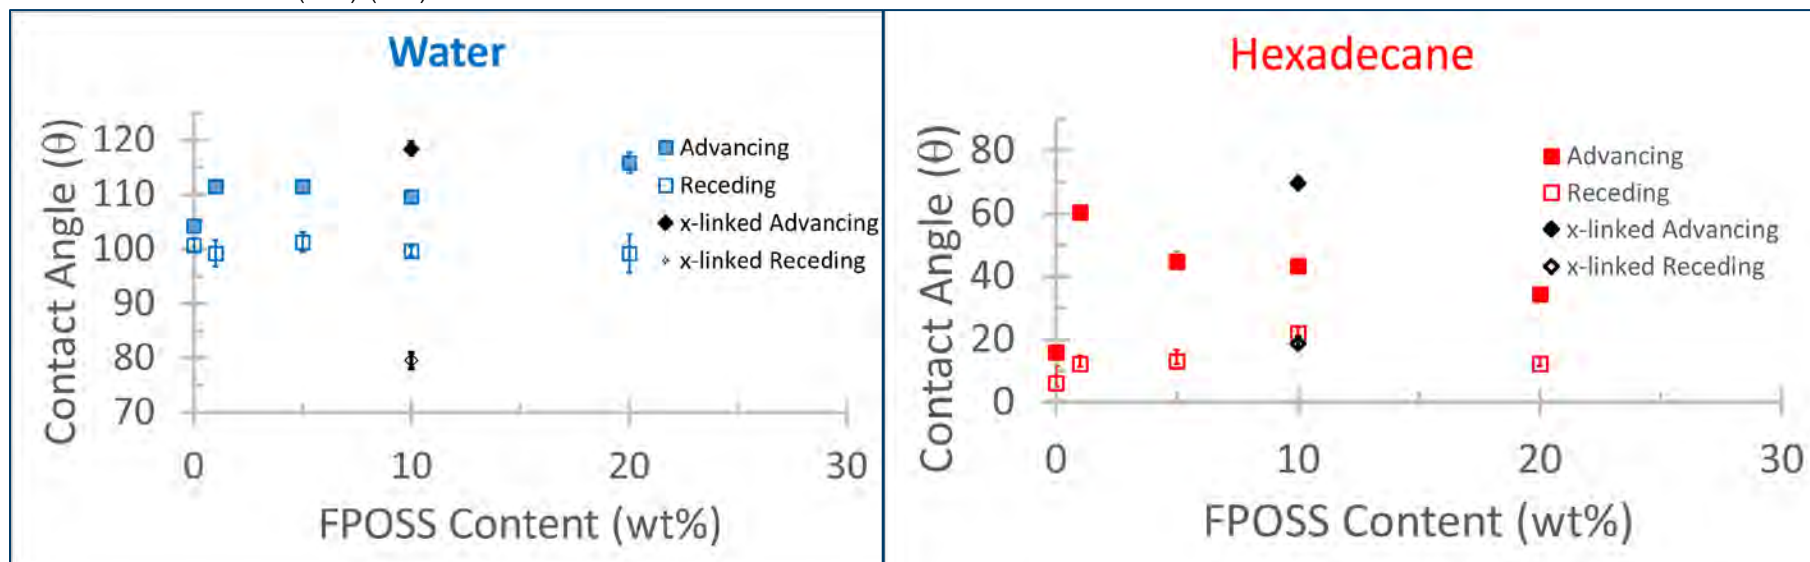 Water
120
110
100
90
80
70
0
10
20
30
Contact Angle (θ)
FPOSS Content (wt%)
Advancing
Receding
x-linked Advancing
x-linked Receding
Hexadecane
80
60
40
20
0
0
10
20
30
Contact Angle (θ)
FPOSS Content (wt%)
Advancing
Receding
x-linked Advancing
x-linked Receding